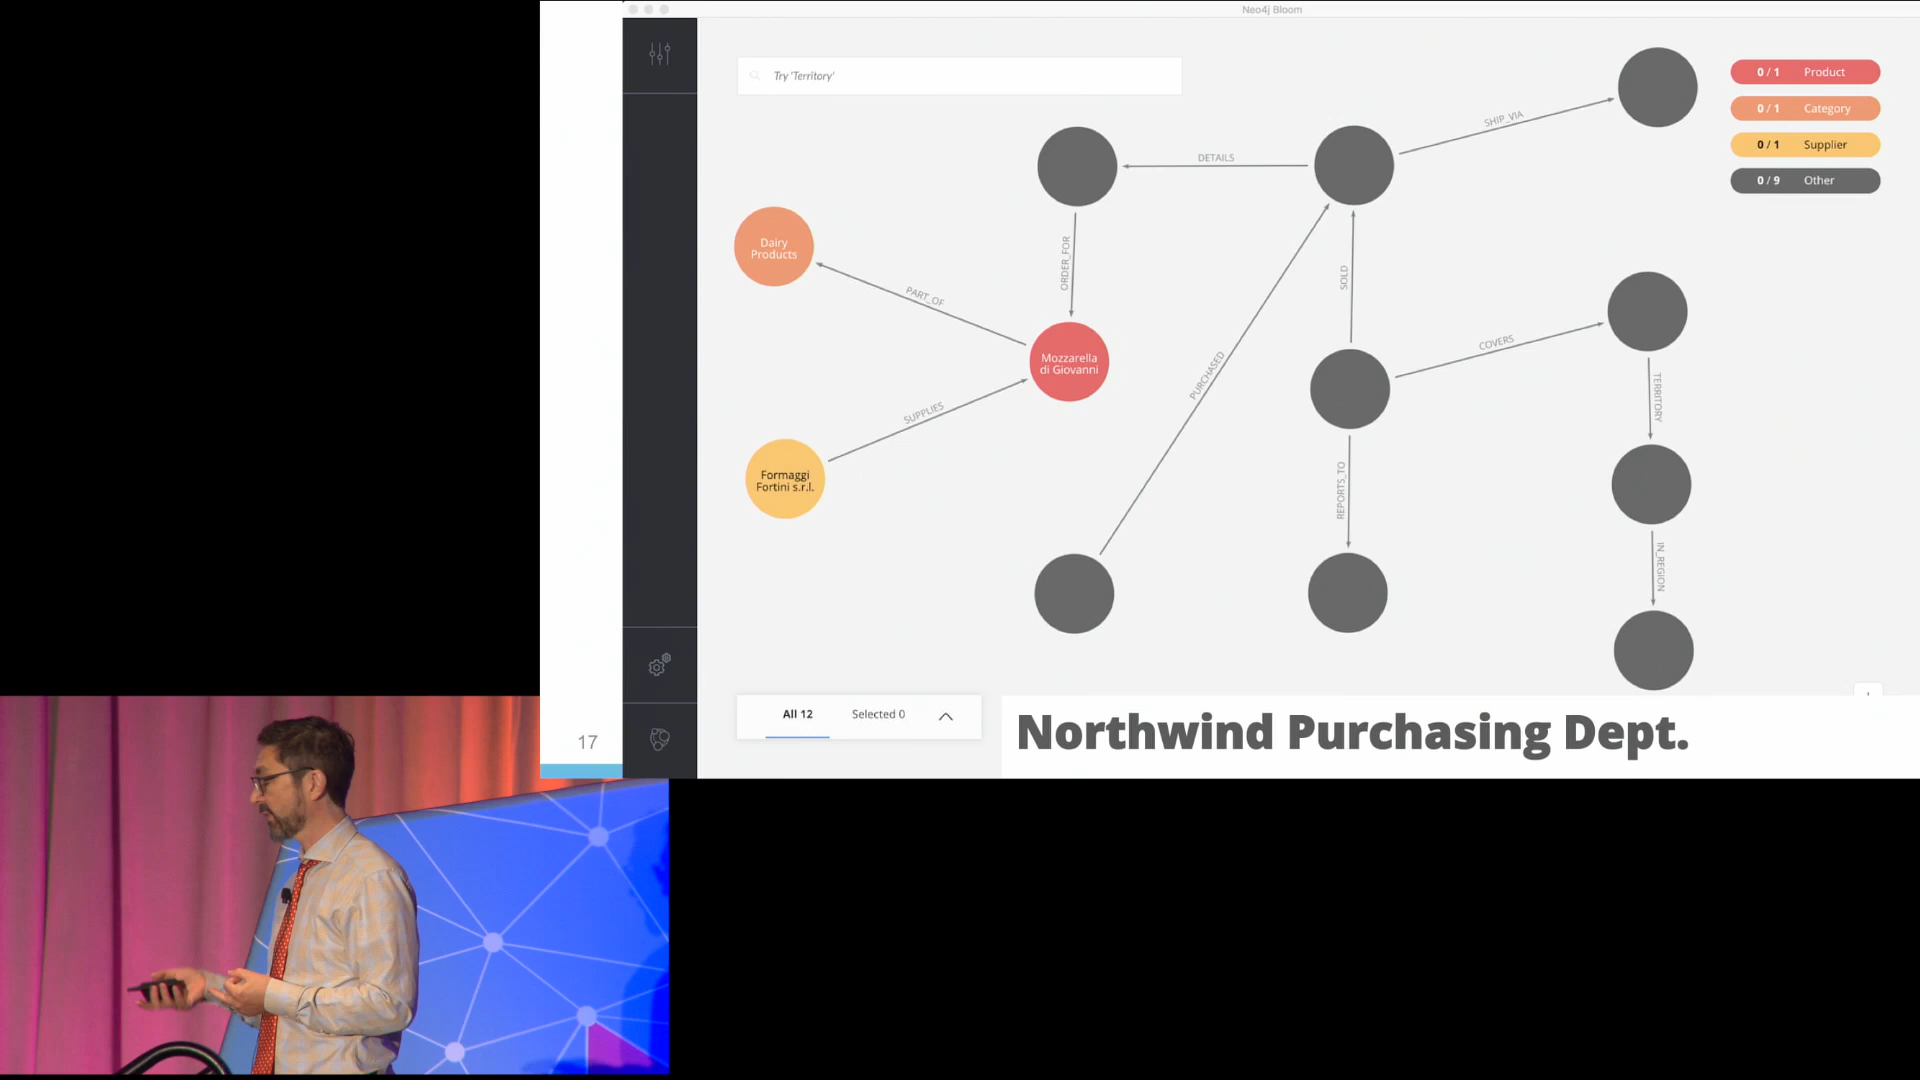 Neo4j Bloom
Try 'Territory'
0 / 1 Product
0 / 1 Category
0 / 1 Supplier
0 / 9 Other
SHIP_VIA
DETAILS
Dairy
Products
ORDER_FOR
SOLD
PART_OF
COVERS
Mozzarella
di Giovanni
PURCHASED
TERRITORY
SUPPLIES
Formaggi
Fortini s.r.l.
REPORTS_TO
IN_REGION
All 12
Selected 0
Northwind Purchasing Dept.
17